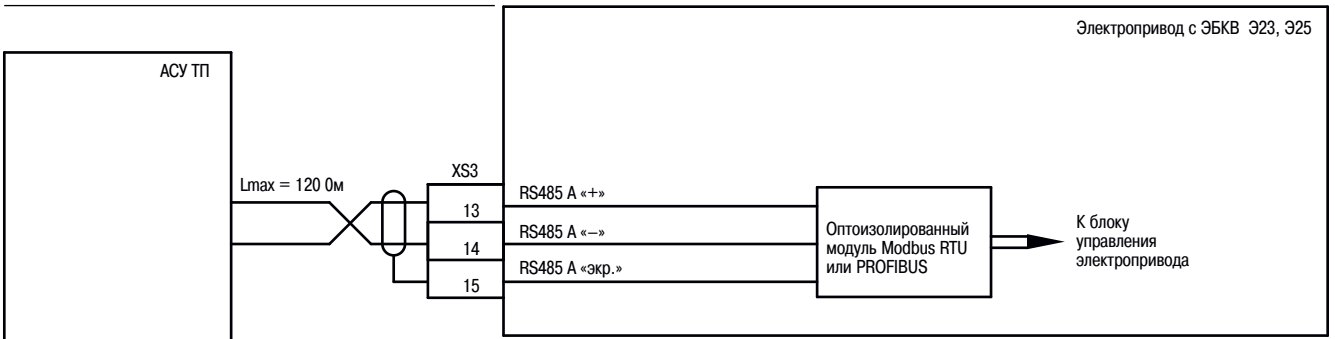 Электропривод с ЭБКВ Э23, Э25
АСУ ТП
Lmax = 120 Ом
XS3
13
14
15
RS485 А «+»
RS485 А «–»
RS485 А «экр.»
Оптоизолированный
модуль Modbus RTU
или PROFIBUS
К блоку
управления
электропривода